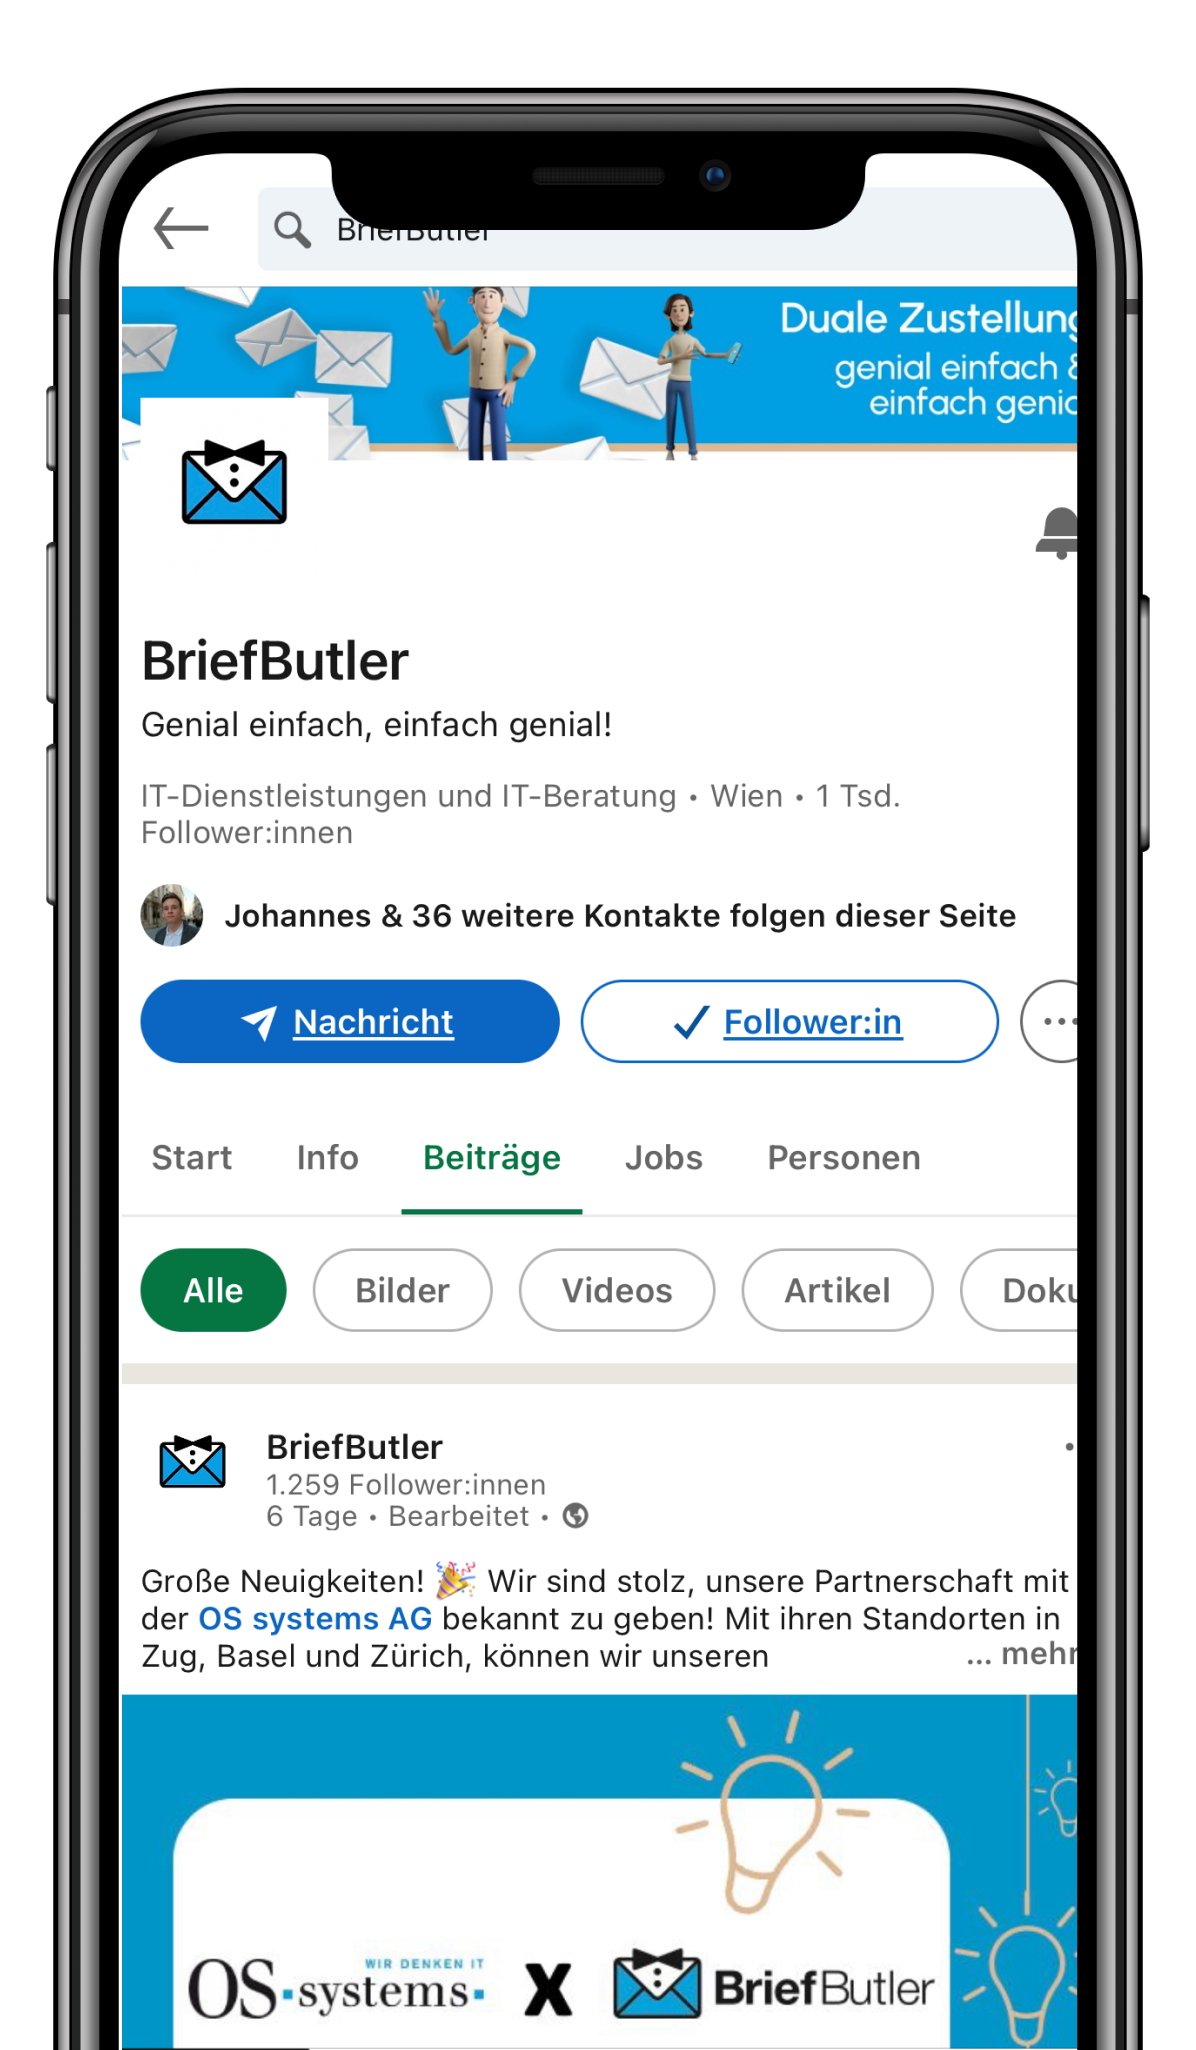 BriefButler
Duale Zustellung
genial einfach &
einfach genial
BriefButler
Genial einfach, einfach genial!
IT-Dienstleistungen und IT-Beratung • Wien • 1 Tsd.
Follower:innen
Johannes & 36 weitere Kontakte folgen dieser Seite
Nachricht
Follower:in
Start Info Beiträge Jobs Personen
Alle Bilder Videos Artikel Doku
BriefButler
1.259 Follower:innen
6 Tage • Bearbeitet •
Große Neuigkeiten! 🎉 Wir sind stolz, unsere Partnerschaft mit
der OS systems AG bekannt zu geben! Mit ihren Standorten in
Zug, Basel und Zürich, können wir unseren ... mehr
WIR DENKEN IT
OS-systems- X BriefButler